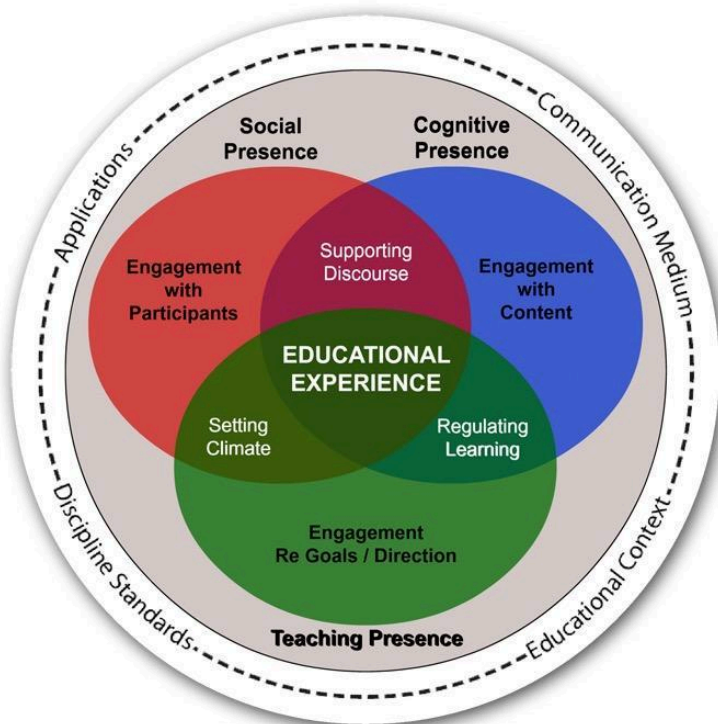 Social
Presence
Cognitive
Presence
Applications
Communication Medium
Engagement
with
Participants
Supporting
Discourse
Engagement
with
Content
EDUCATIONAL
EXPERIENCE
Setting
Climate
Regulating
Learning
Engagement
Re Goals / Direction
Teaching Presence
Discipline Standards
Educational Context